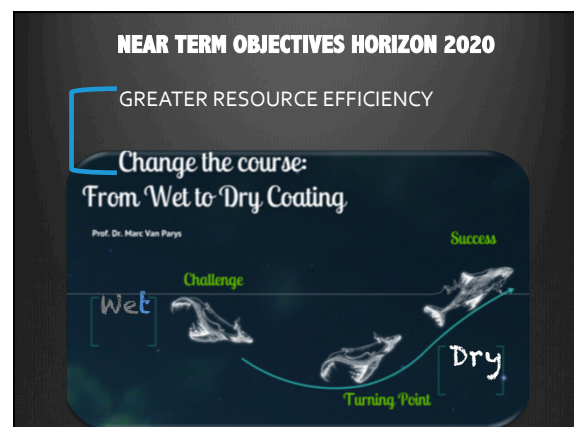 NEAR TERM OBJECTIVES HORIZON 2020
GREATER RESOURCE EFFICIENCY
Change the course:
From Wet to Dry Coating
Prof. Dr. Marc Van Parys
Success
Challenge
Wet
Dry
Turning Point